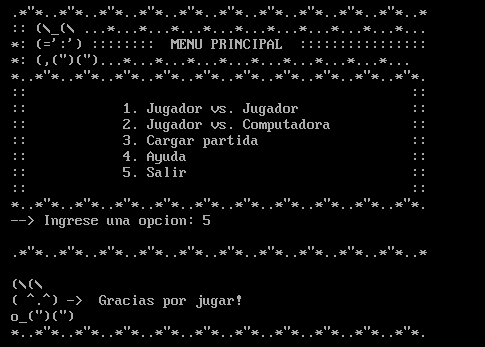 .*"*..*"*..*"*..*"*..*"*..*"*..*"*..*"*..*"*..*"*..*
:: (\_(\ ...*...*...*...*...*...*...*...*...*...*...
*: (=':') :::::::: MENU PRINCIPAL ::::::::::::::::
*: (,(")(")...*...*...*...*...*...*...*...*...*...
*..*"*..*"*..*"*..*"*..*"*..*"*..*"*..*"*..*"*..*"*.
:: ::
:: 1. Jugador vs. Jugador ::
:: 2. Jugador vs. Computadora ::
:: 3. Cargar partida ::
:: 4. Ayuda ::
:: 5. Salir ::
:: ::
*..*"*..*"*..*"*..*"*..*"*..*"*..*"*..*"*..*"*..*"*.
--> Ingrese una opcion: 5
.*"*..*"*..*"*..*"*..*"*..*"*..*"*..*"*..*"*..*"*..*
(\(\
( ^.^) -> Gracias por jugar!
o_(")(")
*..*"*..*"*..*"*..*"*..*"*..*"*..*"*..*"*..*"*..*"*.